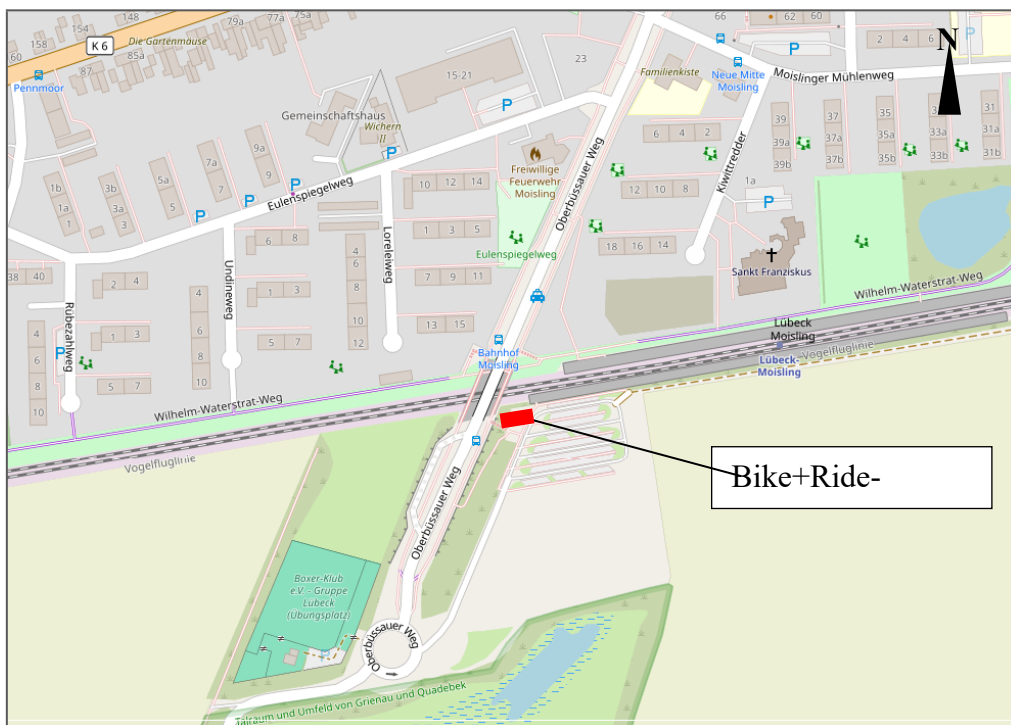 148
79a
77a
75a
66
62
60
2
4
6
N
158
154
60
85a
Die Gartenmäuse
K 6
87
Pennmoor
15-21
P
23
Familienkiste
Neue Mitte
Moisling
P
P
Moislinger Mühlenweg
Gemeinschaftshaus
Wichern
II
P
9a
9
7a
7
5a
5
3b
3a
3
1b
1a
1
P
P
P
Eulenspiegelweg
10
12
14
Freiwillige
Feuerwehr
Moisling
Oberbüssauer Weg
6
4
2
12
10
8
18
16
14
Kiwittredder
39
39a
39b
37
37a
37b
35
35a
35b
33a
33b
31
31a
31b
1a
P
Sankt Franziskus
Eulenspiegelweg
1
3
5
7
9
11
13
15
Loreleiweg
6
8
4
6
8
10
12
1
3
5
7
Undineweg
4
6
8
10
38
40
2
4
1
3
5
7
Rübezahlweg
P
4
6
8
10
Wilhelm-Waterstrat-Weg
Wilhelm-Waterstrat-Weg
Bahnhof
Moisling
Lübeck
Moisling
Lübeck-
Moisling
Vogelfluglinie
Vogelfluglinie
Bike+Ride-
Oberbüssauer Weg
Boxer-Klub
e.V. - Gruppe
Lübeck
(Übungsplatz)
Oberbüssauer Weg
Talraum und Umfeld von Grienau und Quadebek